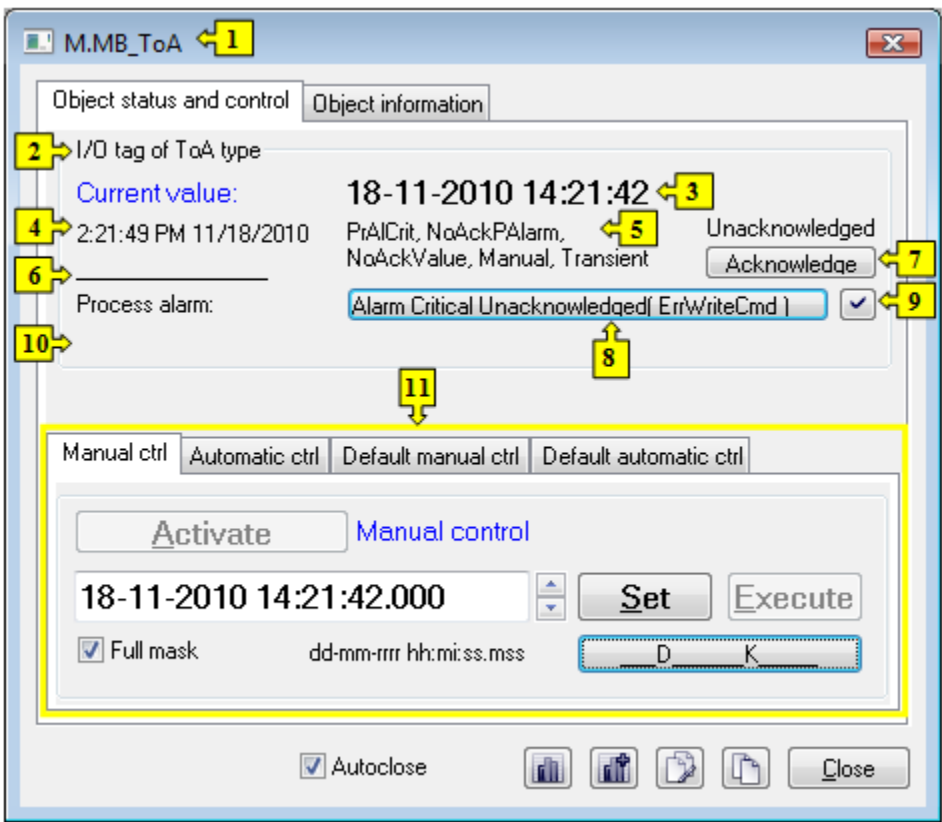 M.MB_ToA 1
Object status and control Object information
2 I/O tag of ToA type
Current value: 18-11-2010 14:21:42 3
4 2:21:49 PM 11/18/2010 PrAlCrit, NoAckPAlarm, 5 Unacknowledged
NoAckValue, Manual, Transient Acknowledge 7
6
Process alarm: Alarm Critical Unacknowledged( ErrWriteCmd ) 9
10
8
11
Manual ctrl Automatic ctrl Default manual ctrl Default automatic ctrl
Activate Manual control
18-11-2010 14:21:42.000 Set Execute
Full mask dd-mm-rrrr hh:mi:ss.mss ___D______K_____
Autoclose Close